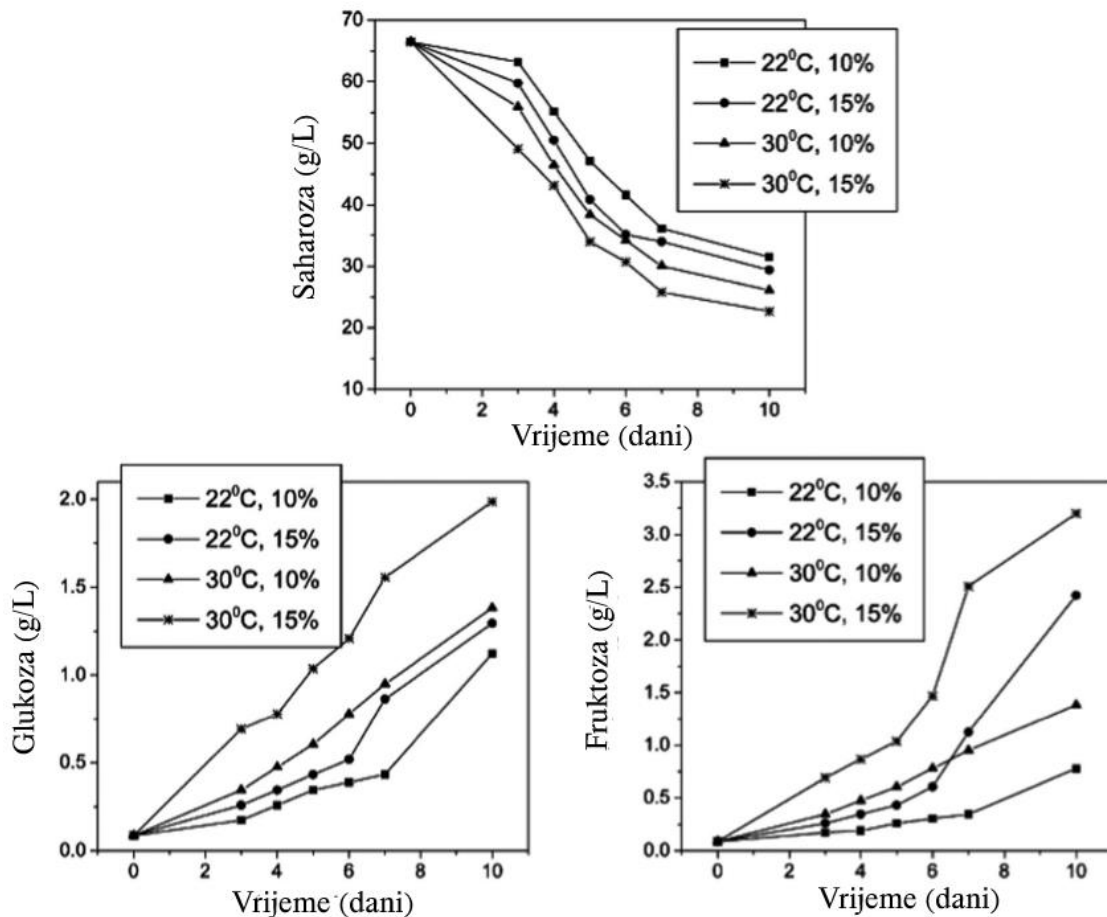 70
60
50
40
30
20
10
Saharoza (g/L)
0 2 4 6 8 10
Vrijeme (dani)
22⁰C, 10%
22⁰C, 15%
30⁰C, 10%
30⁰C, 15%
2.0
1.5
1.0
0.5
0.0
Glukoza (g/L)
22⁰C, 10%
22⁰C, 15%
30⁰C, 10%
30⁰C, 15%
0 2 4 6 8 10
Vrijeme (dani)
3.5
3.0
2.5
2.0
1.5
1.0
0.5
0.0
Fruktoza (g/L)
22⁰C, 10%
22⁰C, 15%
30⁰C, 10%
30⁰C, 15%
0 2 4 6 8 10
Vrijeme (dani)